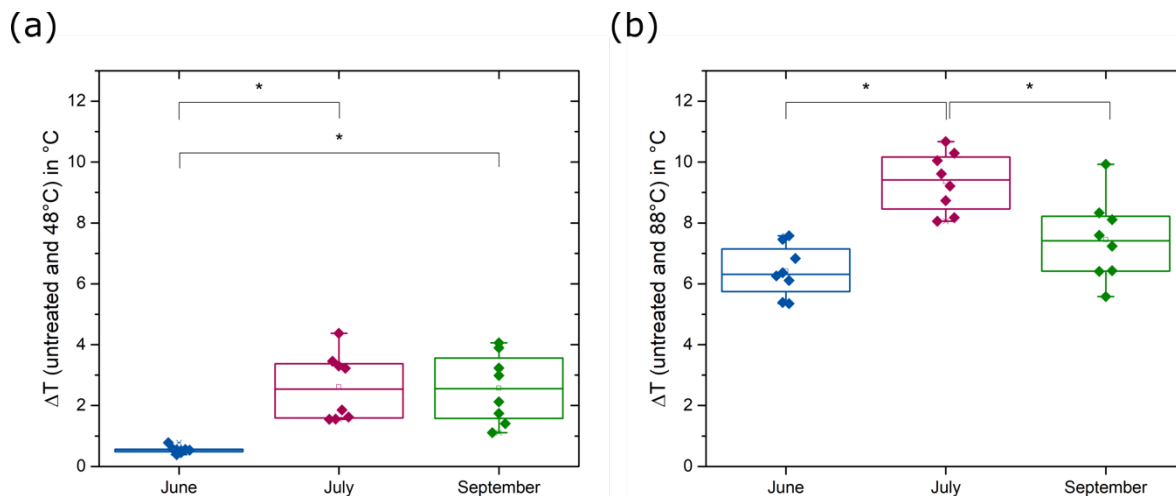 (a)
(b)
ΔT (untreated and 48°C) in °C
12
10
8
6
4
2
0
*
*
June
July
September
ΔT (untreated and 88°C) in °C
12
10
8
6
4
2
0
*
*
June
July
September